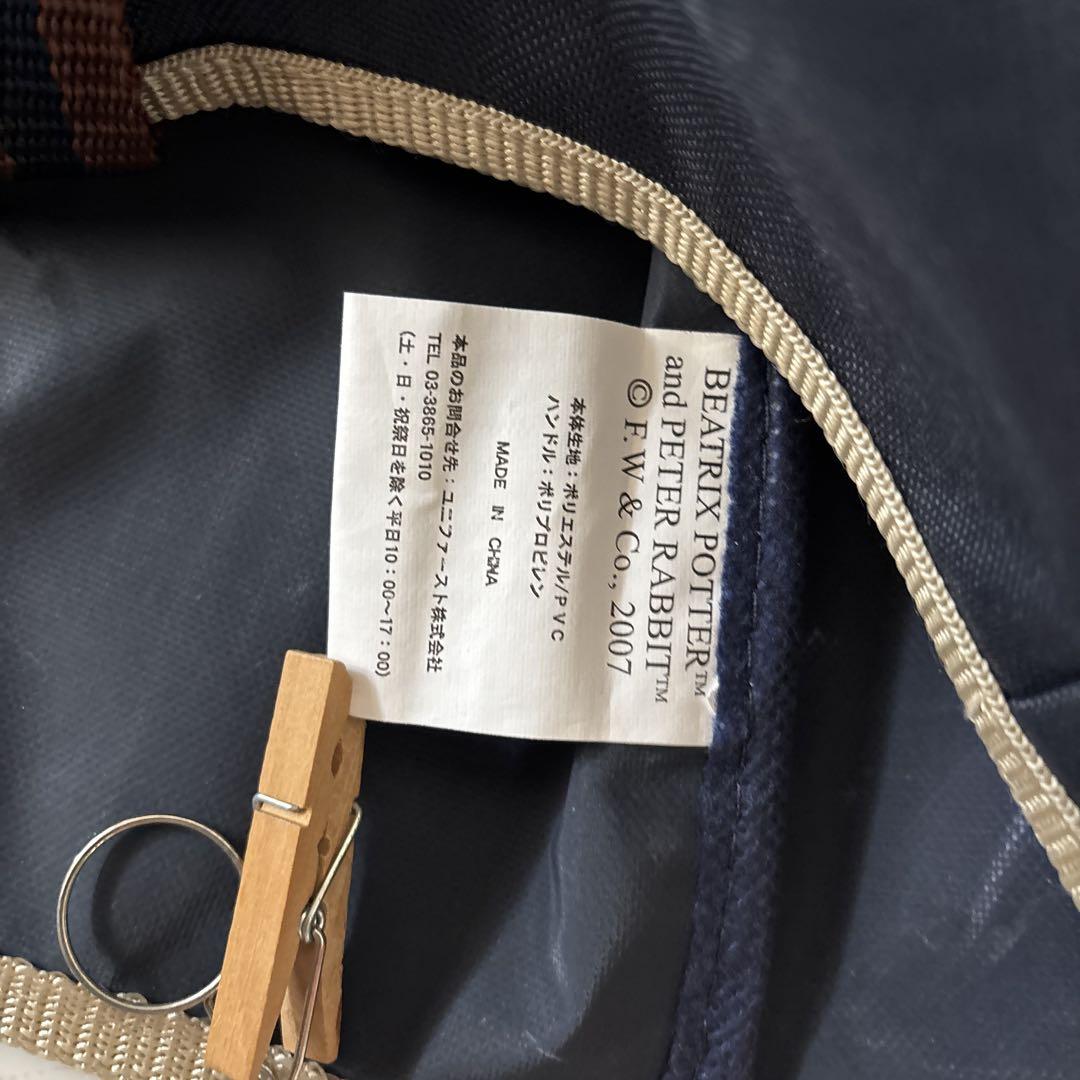 BEATRIX POTTER™
and PETER RABBIT™
© F. W & Co., 2007
本体生地：ポリエステル/PVC
ハンドル：ポリプロピレン
MADE IN CHINA
本品のお問合せ先：ユニファースト株式会社
TEL 03-3865-1010
(土・日・祝祭日を除く平日10：00〜17：00)